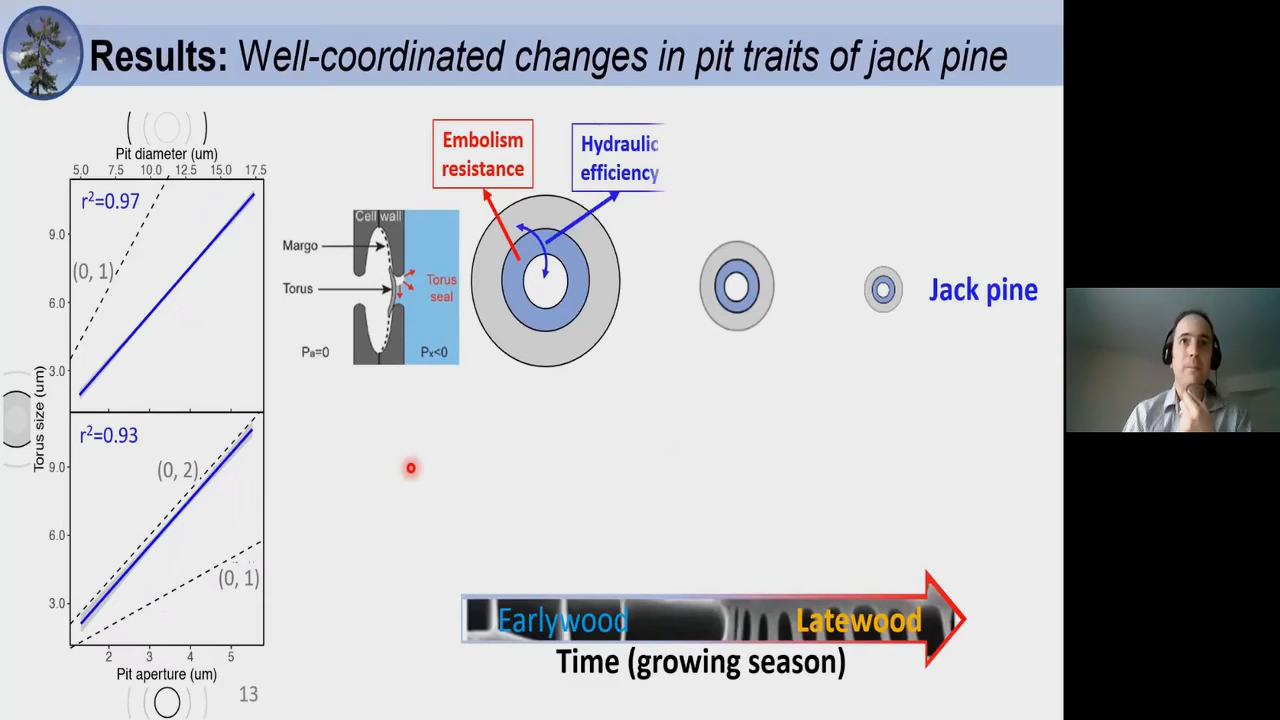 Results: Well-coordinated changes in pit traits of jack pine
Pit diameter (um)
5.0 7.5 10.0 12.5 15.0 17.5
r²=0.97
9.0
(0, 1)
6.0
3.0
Torus size (um)
r²=0.93
(0, 2)
9.0
6.0
(0, 1)
3.0
2 3 4 5
Pit aperture (um)
13
Embolism
resistance
Hydraulic
efficiency
Cell wall
Margo
Torus
Torus
seal
Pa=0
Px<0
Jack pine
Earlywood
Latewood
Time (growing season)